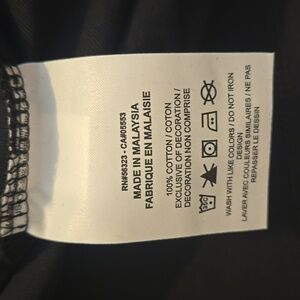 RN#56323 - CA#05553
MADE IN MALAYSIA
FABRIQUE EN MALAISIE
100% COTTON / COTON
EXCLUSIVE OF DECORATION /
DECORATION NON COMPRISE
WASH WITH LIKE COLORS / DO NOT IRON
DESIGN
LAVER AVEC COULEURS SIMILAIRES / NE PAS
REPASSER LE DESSIN